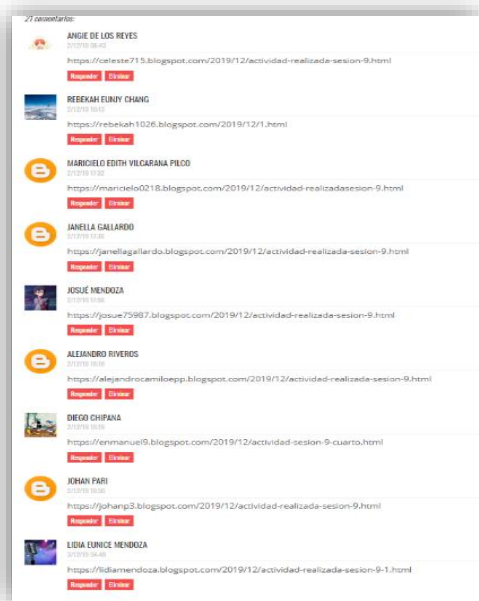 comentarios:
ANGIE DE LOS REYES
https://celeste715.blogspot.com/2019/12/actividad-realizada-sesion-9.html
Responder Eliminar
REBEKAH EUNJY CHANG
https://rebekah1026.blogspot.com/2019/12/1.html
Responder Eliminar
MARICIELO EDITH VILCARANA PILCO
https://maricielo0218.blogspot.com/2019/12/actividad-realizadasesion-9.html
Responder Eliminar
JANELLA GALLARDO
https://janellagallardo.blogspot.com/2019/12/actividad-realizada-sesion-9.html
Responder Eliminar
JOSUÉ MENDOZA
https://josue75987.blogspot.com/2019/12/actividad-realizada-sesion-9.html
Responder Eliminar
ALEJANDRO RIVEROS
https://alejandrocamiloepp.blogspot.com/2019/12/actividad-realizada-sesion-9.html
Responder Eliminar
DIEGO CHIPANA
https://enmanuel9.blogspot.com/2019/12/actividad-sesion-9-cuarto.html
Responder Eliminar
JOHAN PARI
https://johanp3.blogspot.com/2019/12/actividad-realizada-sesion-9.html
Responder Eliminar
LIDIA EUNICE MENDOZA
https://lidiamendoza.blogspot.com/2019/12/actividad-realizada-sesion-9-1.html
Responder Eliminar